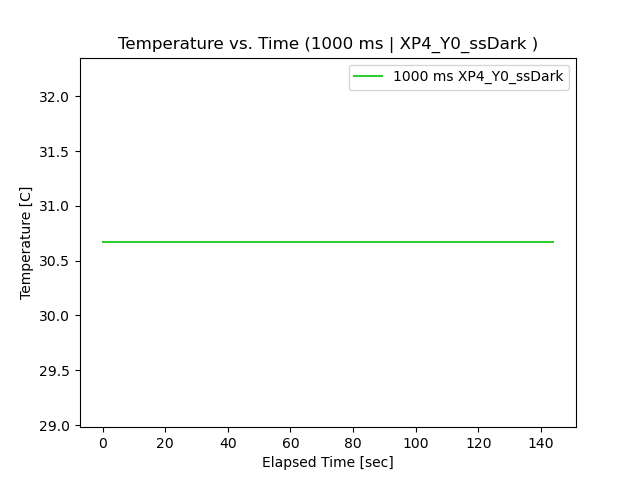 Temperature vs. Time (1000 ms | XP4_Y0_ssDark )
1000 ms XP4_Y0_ssDark
Temperature [C]
32.0
31.5
31.0
30.5
30.0
29.5
29.0
0 20 40 60 80 100 120 140
Elapsed Time [sec]